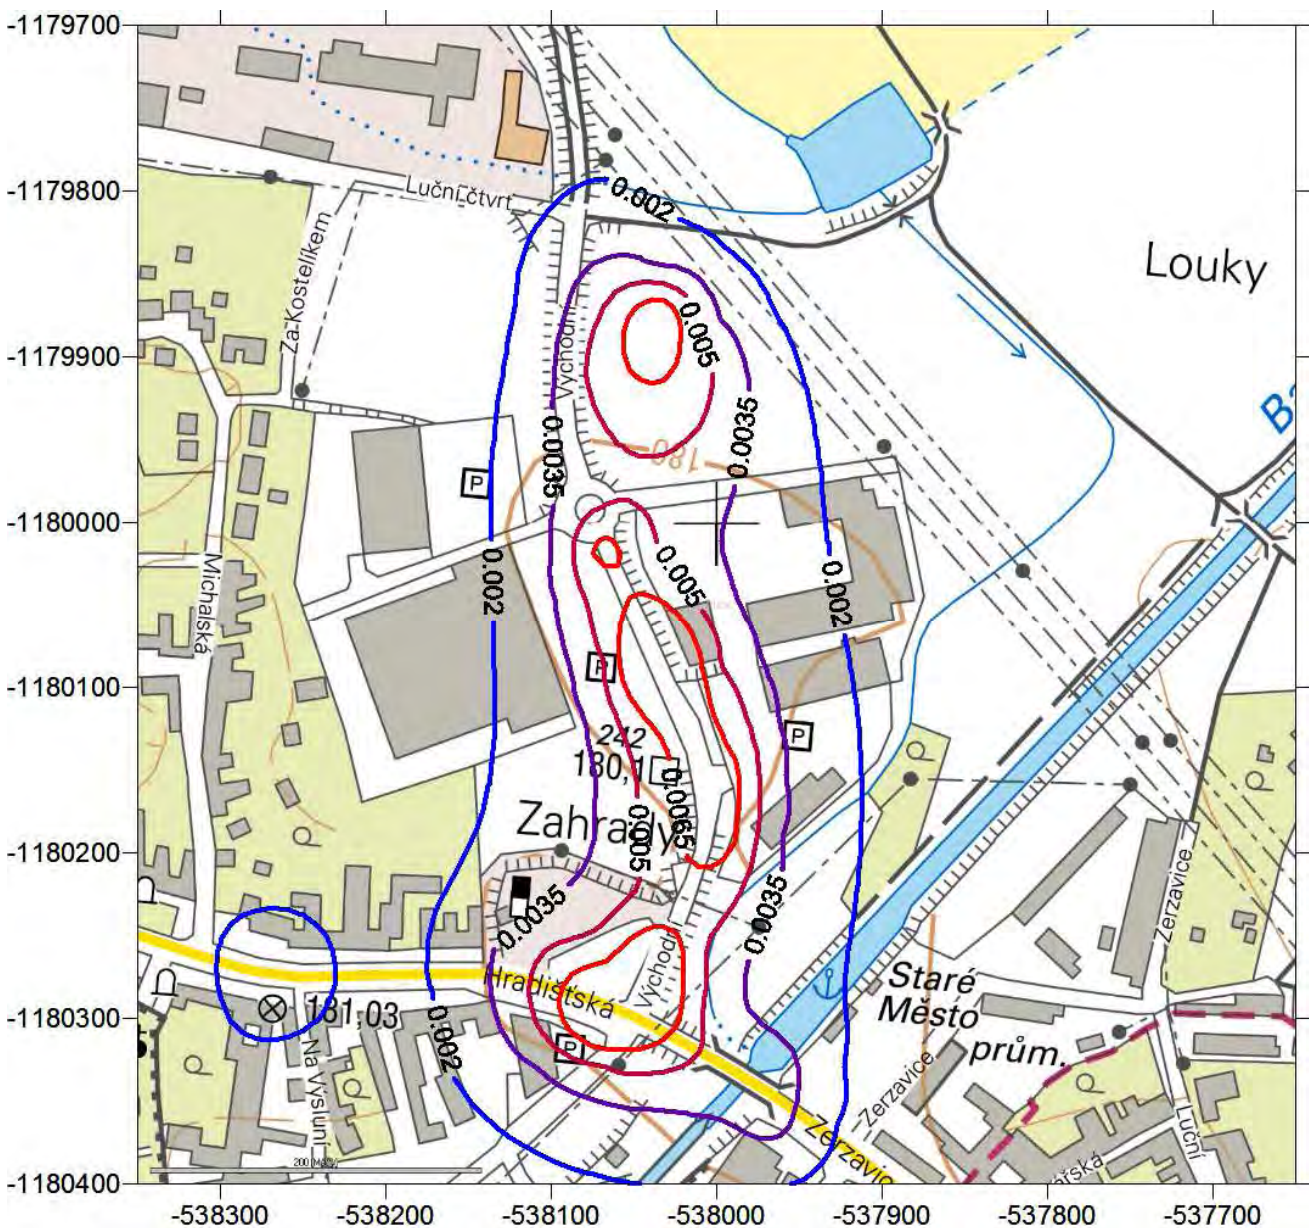 -1179700
0.002
Luční čtvrť
-1179800
Za Kostelíkem
Louky
Východní
0.005
-1179900
0.0035
0.0035
180
P
-1180000
0.002
0.005
0.002
Michalská
P
-1180100
242
180,1
P
0.0065
0.005
Zahrady
-1180200
0.0035
0.0035
Zerzavice
Východní
Hradišťská
Staré
Město
prům.
181,03
-1180300
0.002
P
Na Výsluní
Zerzavice
Luční
Zerzavic
-1180400
-538300
-538200
-538100
-538000
-537900
-537800
-537700